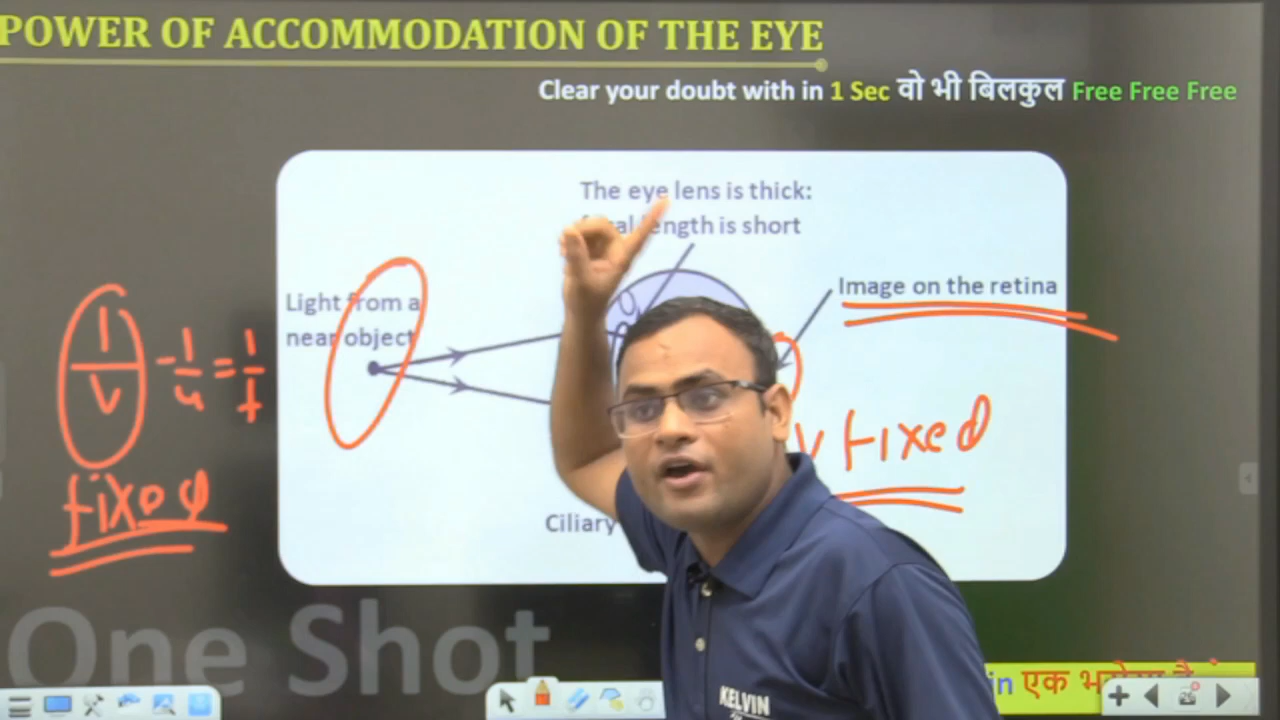 POWER OF ACCOMMODATION OF THE EYE
Clear your doubt with in 1 Sec वो भी बिलकुल Free Free Free
The eye lens is thick:
length is short
Image on the retina
Light from a
near object
1/v - 1/u = 1/f
fixed
v fixed
Ciliary
One Shot
in एक
KELVIN